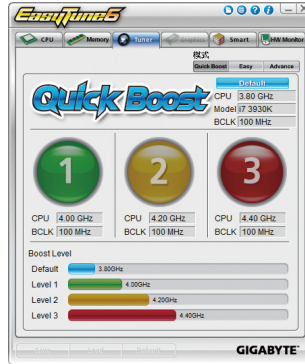 EasyTune6
CPU Memory Tuner Graphics Smart HW Monitor
模式
Quick Boost Easy Advance
Quick Boost
Default
CPU 3.80 GHz
Model i7 3930K
BCLK 100 MHz
1 2 3
CPU 4.00 GHz CPU 4.20 GHz CPU 4.40 GHz
BCLK 100 MHz BCLK 100 MHz BCLK 100 MHz
Boost Level
Default 3.80GHz
Level 1 4.00GHz
Level 2 4.20GHz
Level 3 4.40GHz
Save Load Default
GIGABYTE